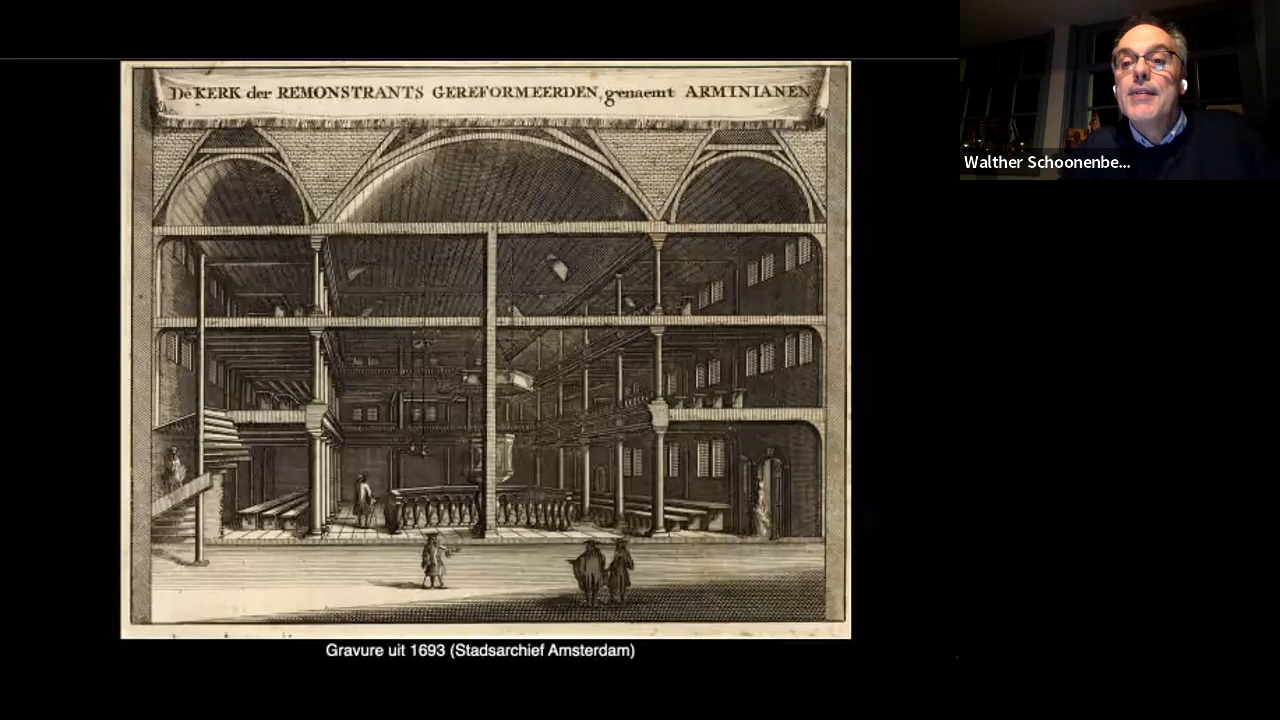 De KERK der REMONSTRANTS GEREFORMEERDEN, genaemt ARMINIANEN
Walther Schoonenbe...
Gravure uit 1693 (Stadsarchief Amsterdam)